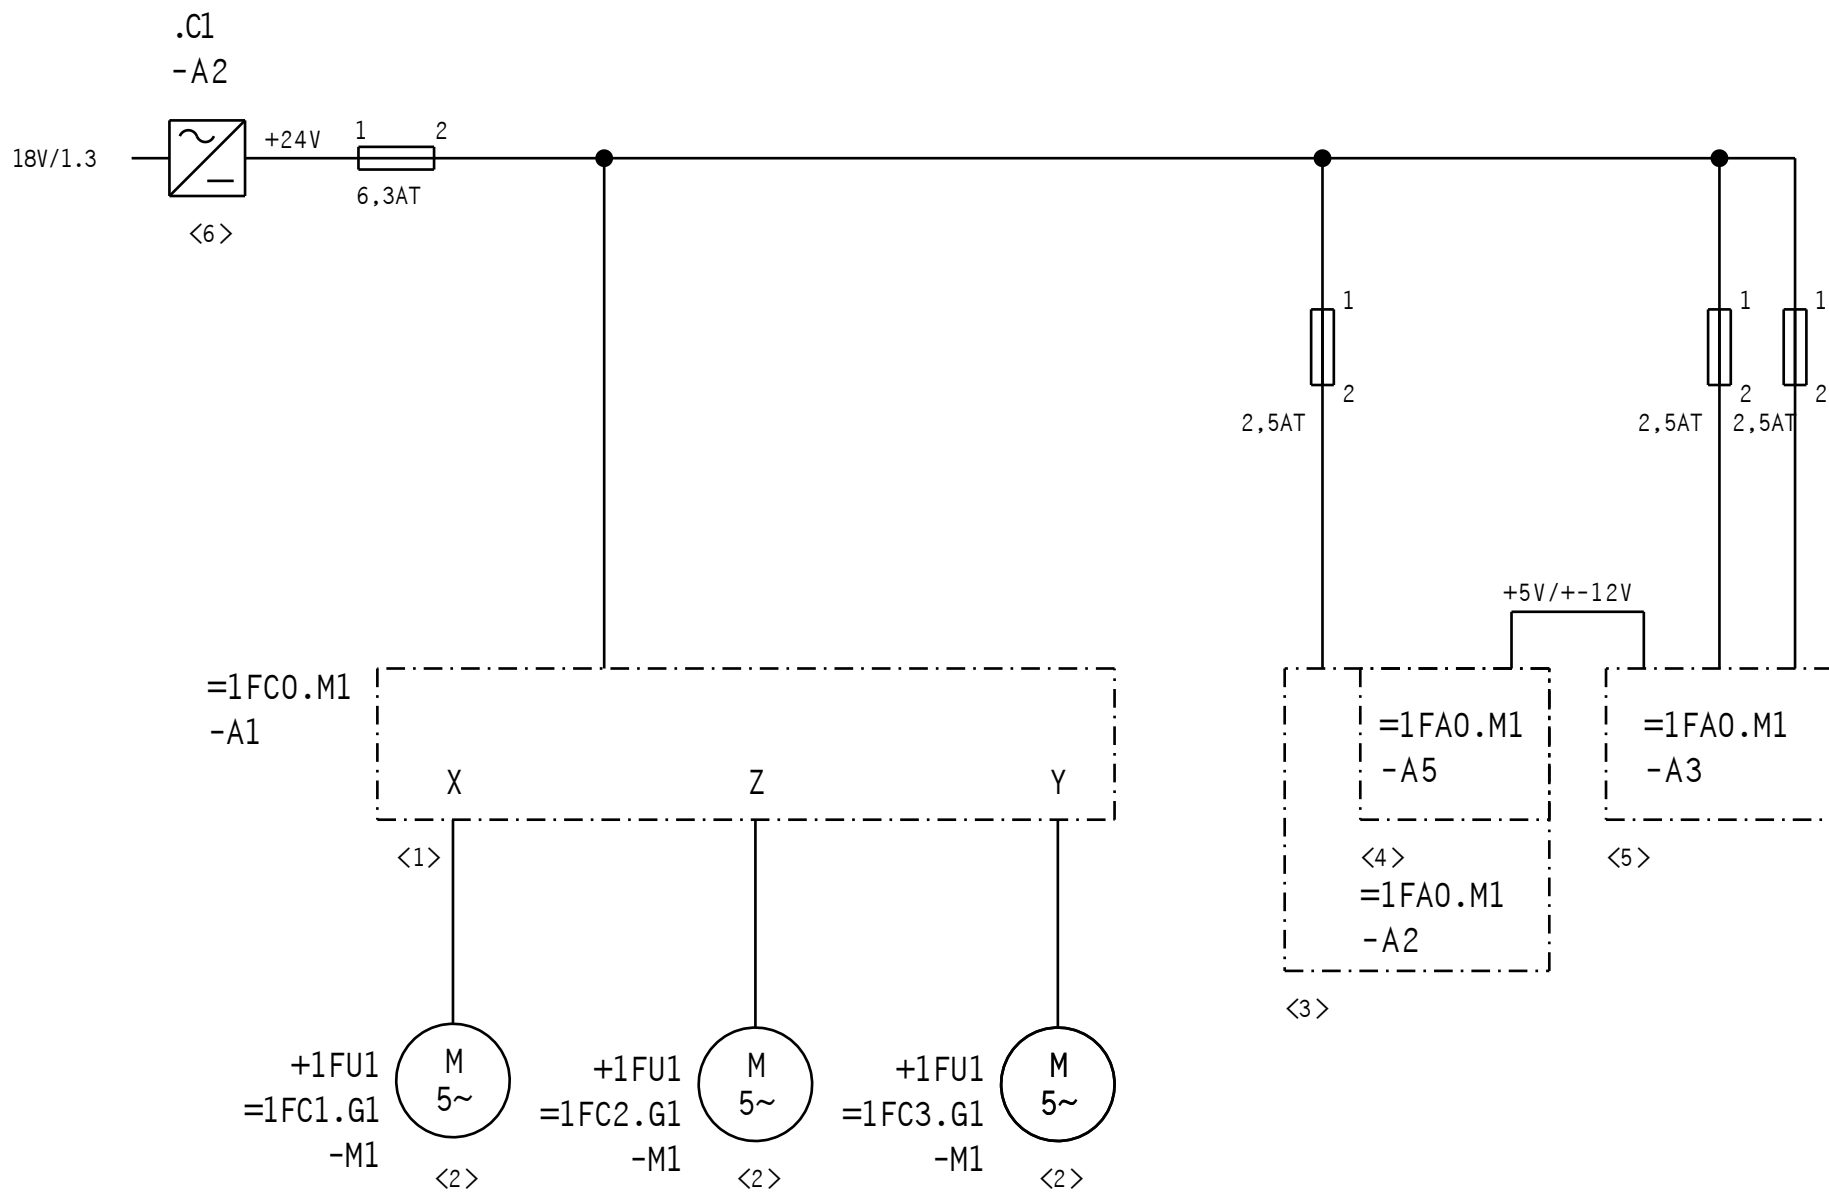 .C1
-A2
18V/1.3
+24V
1
2
6,3AT
<6>
1
2
2,5AT
1
2
2,5AT
1
2
2,5AT
+5V/+-12V
=1FC0.M1
-A1
X
Z
Y
<1>
=1FA0.M1
-A5
<4>
=1FA0.M1
-A2
<3>
=1FA0.M1
-A3
<5>
+1FU1
=1FC1.G1
-M1
M
5~
<2>
+1FU1
=1FC2.G1
-M1
M
5~
<2>
+1FU1
=1FC3.G1
-M1
M
5~
<2>